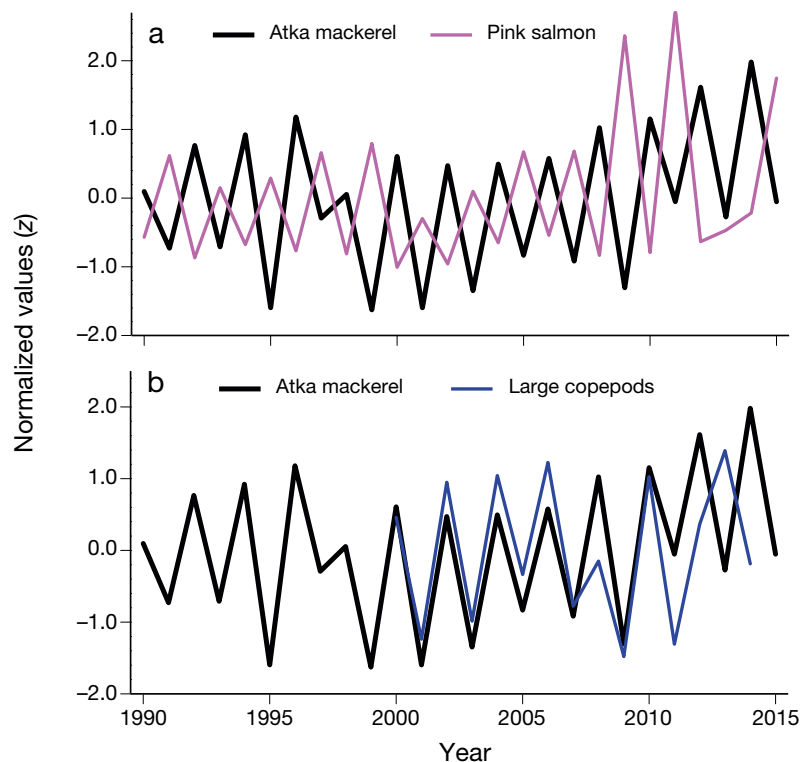 a
Atka mackerel
Pink salmon
2.0
1.0
0.0
−1.0
−2.0
Normalized values (z)
b
Atka mackerel
Large copepods
2.0
1.0
0.0
−1.0
−2.0
1990 1995 2000 2005 2010 2015
Year